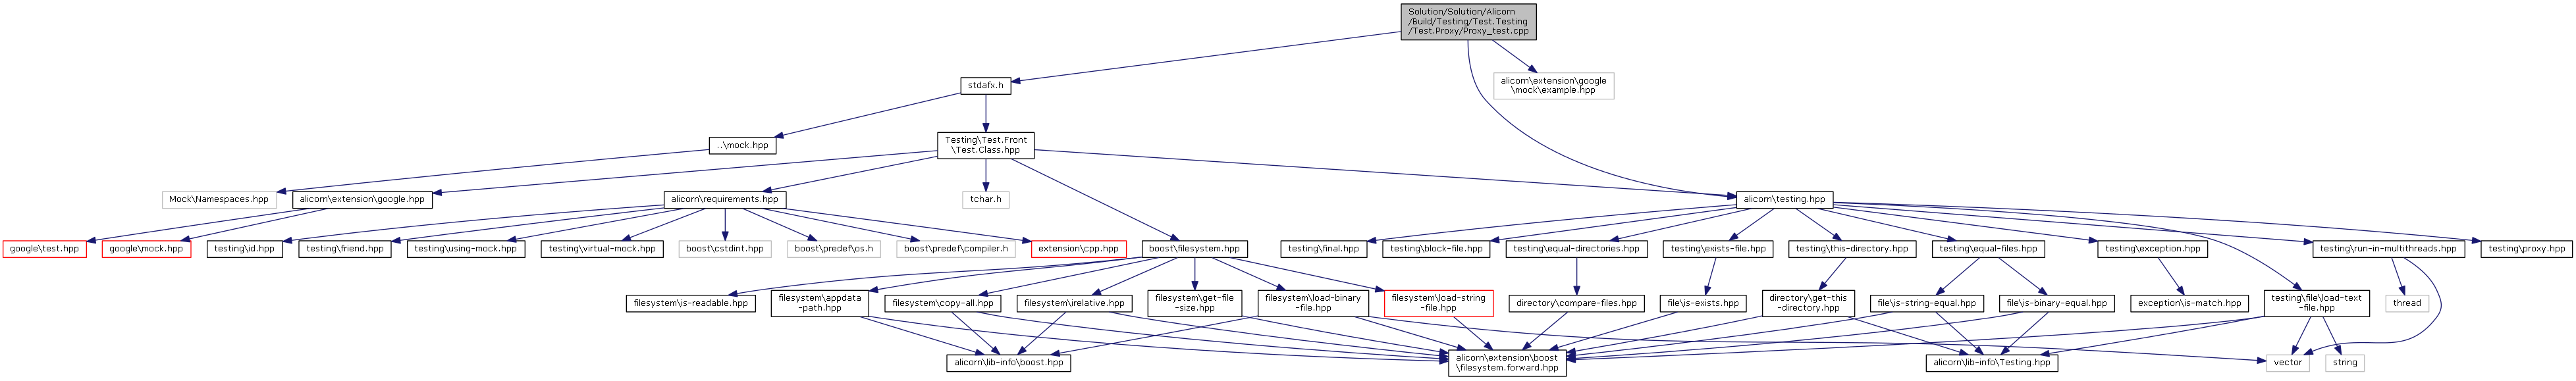 Solution/Solution/Alicorn
/Build/Testing/Test.Testing
/Test.Proxy/Proxy_test.cpp
stdafx.h
alicorn\extension\google
\mock\example.hpp
..\mock.hpp
Testing\Test.Front
\Test.Class.hpp
Mock\Namespaces.hpp
alicorn\extension\google.hpp
alicorn\requirements.hpp
tchar.h
alicorn\testing.hpp
google\test.hpp
google\mock.hpp
testing\id.hpp
testing\friend.hpp
testing\using-mock.hpp
testing\virtual-mock.hpp
boost\cstdint.hpp
boost\predef\os.h
boost\predef\compiler.h
extension\cpp.hpp
boost\filesystem.hpp
testing\final.hpp
testing\block-file.hpp
testing\equal-directories.hpp
testing\exists-file.hpp
testing\this-directory.hpp
testing\equal-files.hpp
testing\exception.hpp
testing\run-in-multithreads.hpp
testing\proxy.hpp
filesystem\is-readable.hpp
filesystem\appdata
-path.hpp
filesystem\copy-all.hpp
filesystem\irelative.hpp
filesystem\get-file
-size.hpp
filesystem\load-binary
-file.hpp
filesystem\load-string
-file.hpp
directory\compare-files.hpp
file\is-exists.hpp
directory\get-this
-directory.hpp
file\is-string-equal.hpp
file\is-binary-equal.hpp
exception\is-match.hpp
testing\file\load-text
-file.hpp
thread
alicorn\lib-info\boost.hpp
alicorn\extension\boost
\filesystem.forward.hpp
alicorn\lib-info\Testing.hpp
vector
string